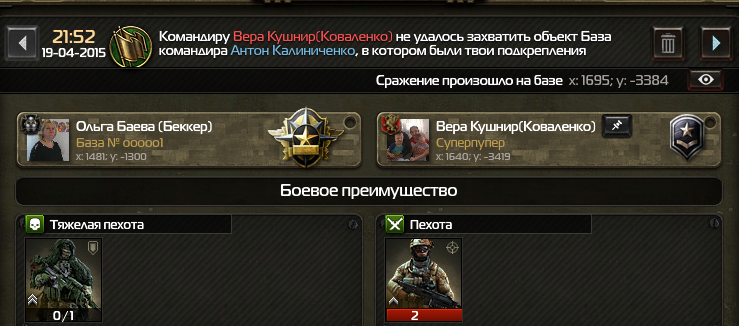 21:52
19-04-2015
Командиру Вера Кушнир(Коваленко) не удалось захватить объект База
командира Антон Калиниченко, в котором были твои подкрепления
Сражение произошло на базе x: 1695; y: -3384
Ольга Баева (Беккер)
База № ooooo1
x: 1481; y: -1300
Вера Кушнир(Коваленко)
Суперпупер
x: 1640; y: -3419
Боевое преимущество
Тяжелая пехота
0/1
Пехота
2